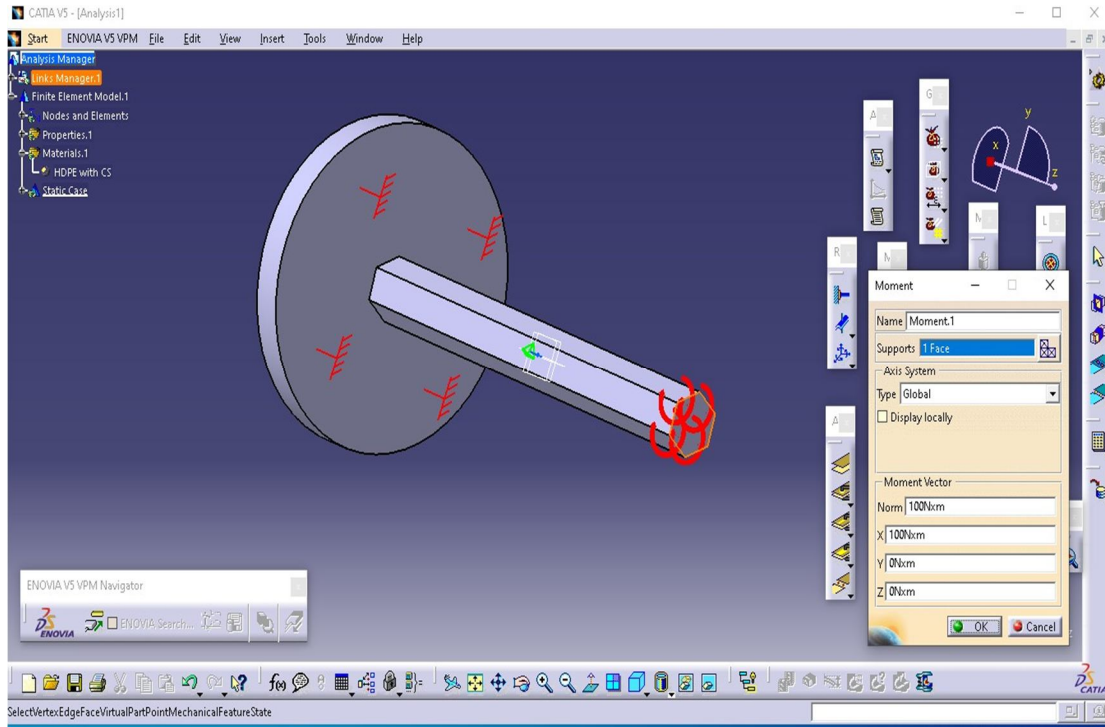 CATIA V5 - [Analysis1]
Start ENOVIA V5 VPM File Edit View Insert Tools Window Help
Analysis Manager
Links Manager.1
Finite Element Model.1
Nodes and Elements
Properties.1
Materials.1
HDPE with CS
Static Case
G
A
y
x
z
N
L
R
M
A
Moment
Name Moment.1
Supports 1 Face
Axis System
Type Global
Display locally
Moment Vector
Norm 100Nxm
X 100Nxm
Y 0Nxm
Z 0Nxm
OK Cancel
ENOVIA V5 VPM Navigator
ENOVIA
ENOVIA Search...
f(x)
CATIA
SelectVertexEdgeFaceVirtualPartPointMechanicalFeatureState